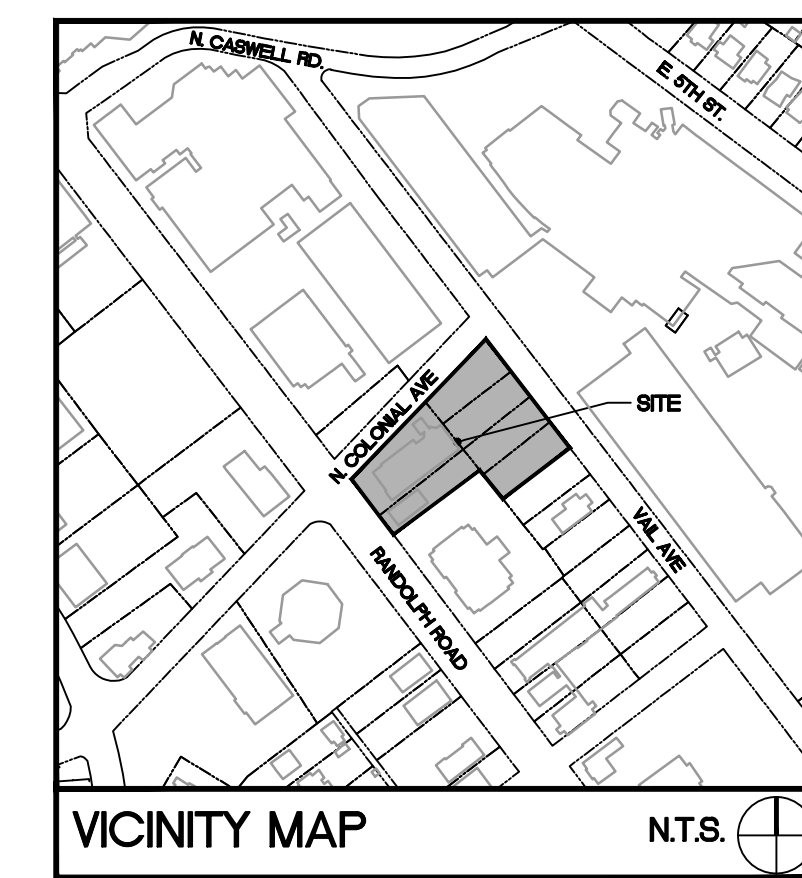 N. CASWELL RD.
E 5TH ST.
N. COLONIAL AVE
SITE
VAIL AVE
RANDOLPH ROAD
VICINITY MAP
N.T.S.